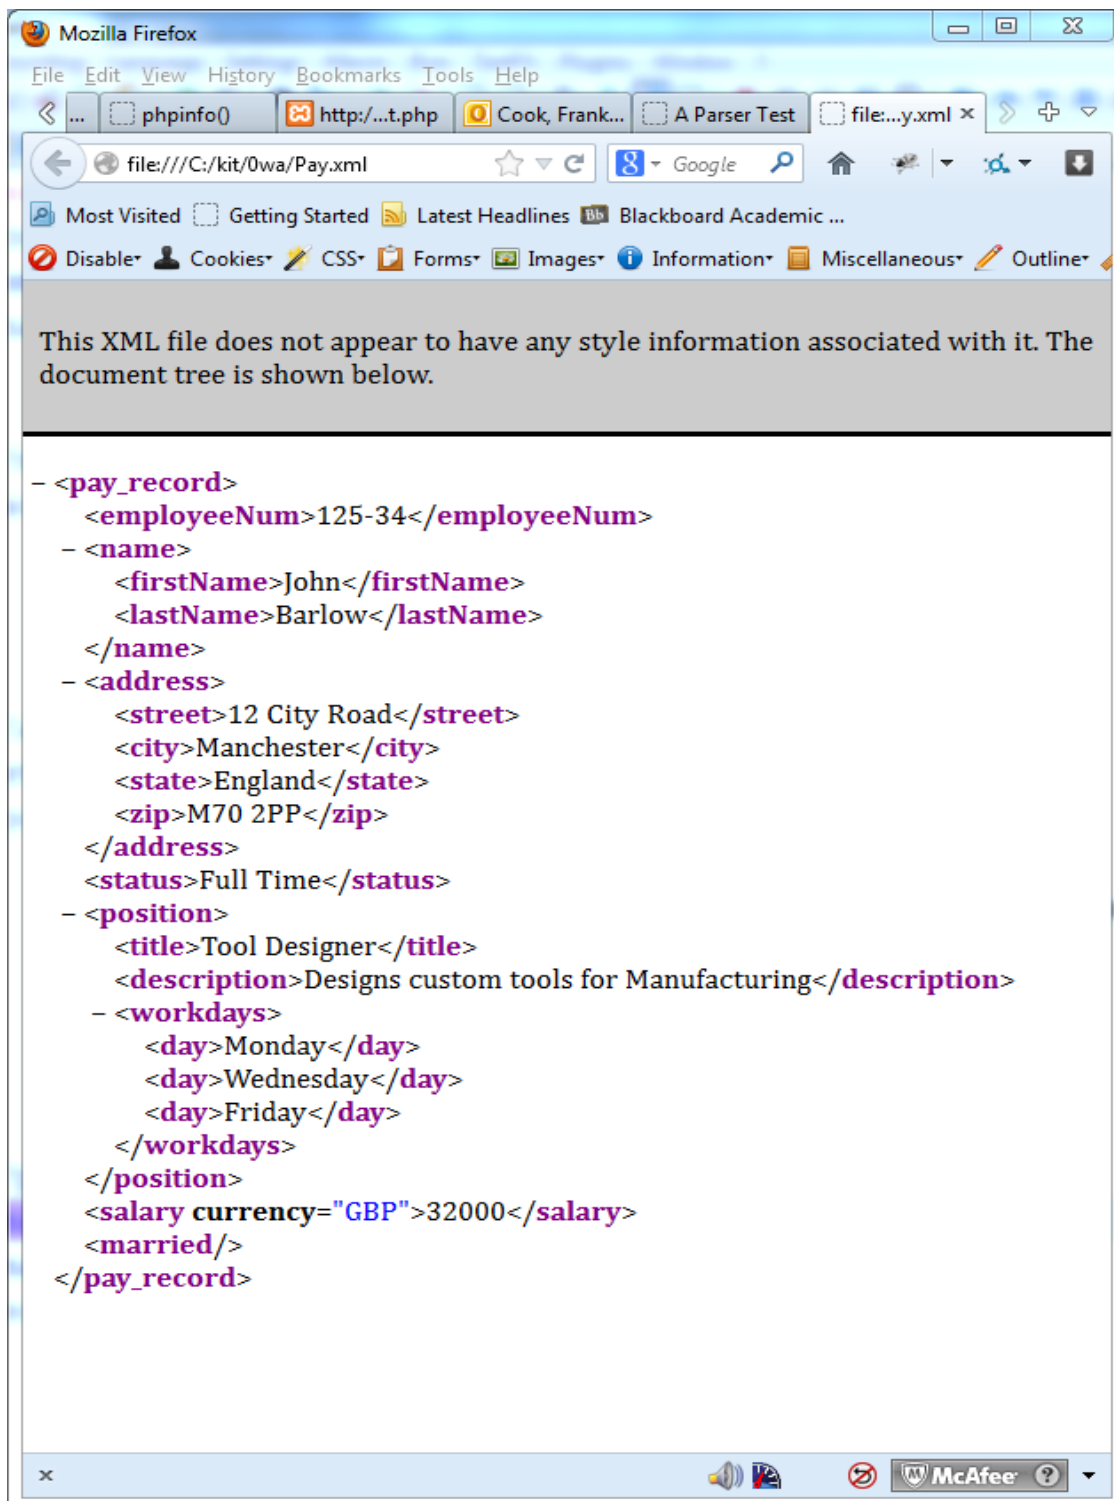 Mozilla Firefox
File Edit View History Bookmarks Tools Help
... phpinfo() http:/...t.php Cook, Frank... A Parser Test file:...y.xml
file:///C:/kit/0wa/Pay.xml Google
Most Visited Getting Started Latest Headlines Bb Blackboard Academic ...
Disable Cookies CSS Forms Images Information Miscellaneous Outline
This XML file does not appear to have any style information associated with it. The
document tree is shown below.
– <pay_record>
<employeeNum>125-34</employeeNum>
– <name>
<firstName>John</firstName>
<lastName>Barlow</lastName>
</name>
– <address>
<street>12 City Road</street>
<city>Manchester</city>
<state>England</state>
<zip>M70 2PP</zip>
</address>
<status>Full Time</status>
– <position>
<title>Tool Designer</title>
<description>Designs custom tools for Manufacturing</description>
– <workdays>
<day>Monday</day>
<day>Wednesday</day>
<day>Friday</day>
</workdays>
</position>
<salary currency="GBP">32000</salary>
<married/>
</pay_record>
McAfee